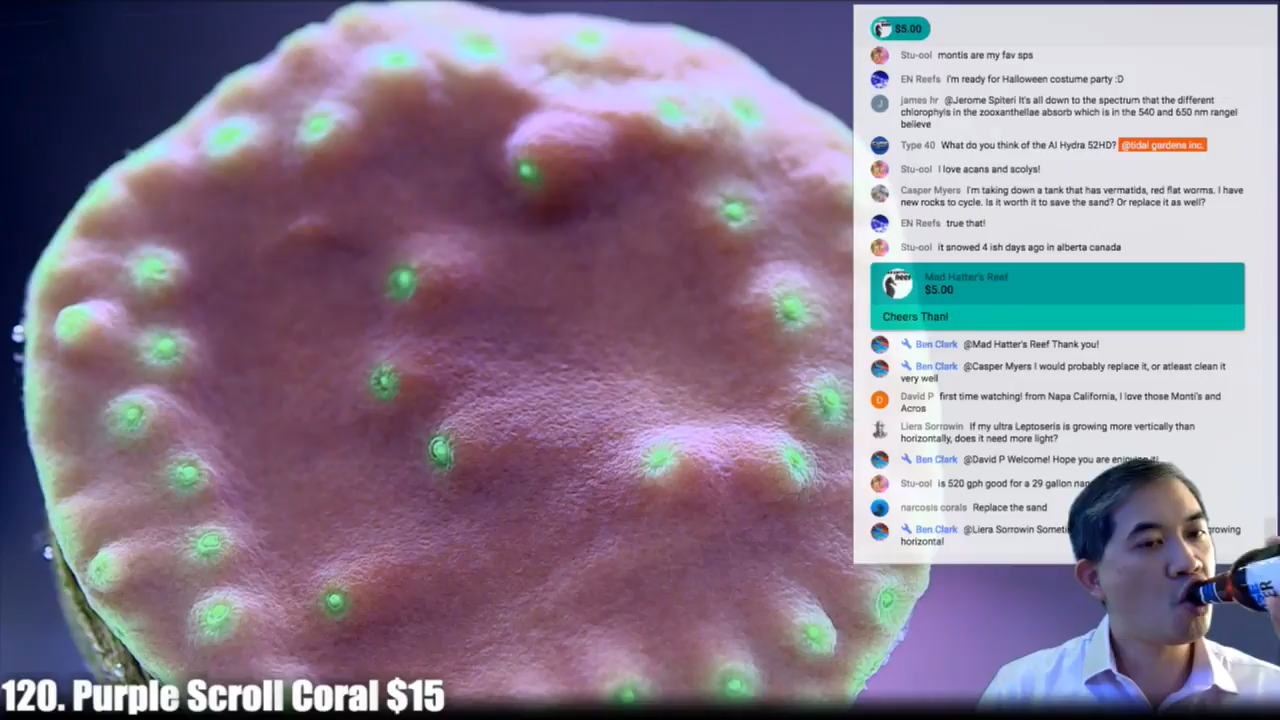 $5.00
Stu-ool montis are my fav sps
EN Reefs i'm ready for Halloween costume party :D
james hr @Jerome Spiteri It's all down to the spectrum that the different
chlorophyls in the zooxanthellae absorb which is in the 540 and 650 nm rangeI
believe
Type 40 What do you think of the AI Hydra 52HD? @tidal gardens inc.
Stu-ool I love acans and scolys!
Casper Myers I'm taking down a tank that has vermatids, red flat worms. I have
new rocks to cycle. Is it worth it to save the sand? Or replace it as well?
EN Reefs true that!
Stu-ool it snowed 4 ish days ago in alberta canada
Mad Hatter's Reef
$5.00
Cheers Than!
Ben Clark @Mad Hatter's Reef Thank you!
Ben Clark @Casper Myers I would probably replace it, or atleast clean it
very well
David P first time watching! from Napa California, I love those Monti's and
Acros
Liera Sorrowin If my ultra Leptoseris is growing more vertically than
horizontally, does it need more light?
Ben Clark @David P Welcome! Hope you are enjoying it!
Stu-ool is 520 gph good for a 29 gallon
narcosis corals Replace the sand
Ben Clark @Liera Sorrowin
horizontal
120. Purple Scroll Coral $15